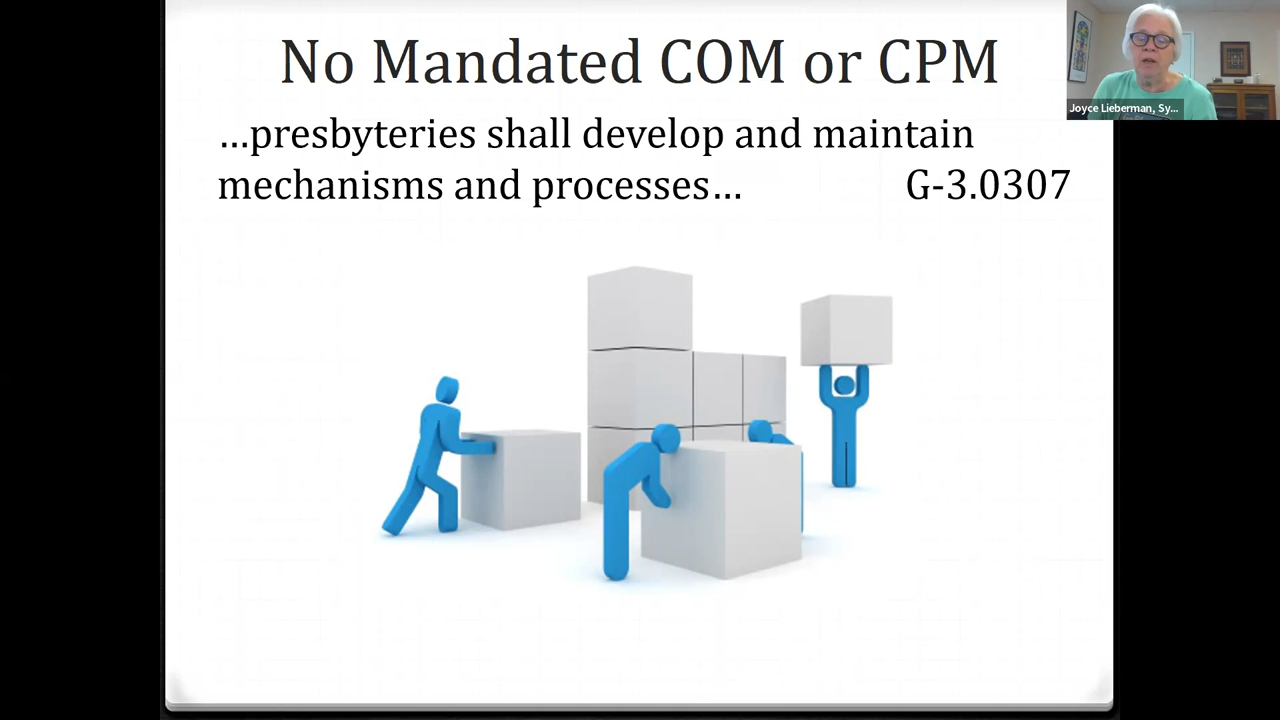 No Mandated COM or CPM
…presbyteries shall develop and maintain
mechanisms and processes… G-3.0307
Joyce Lieberman, Sy...